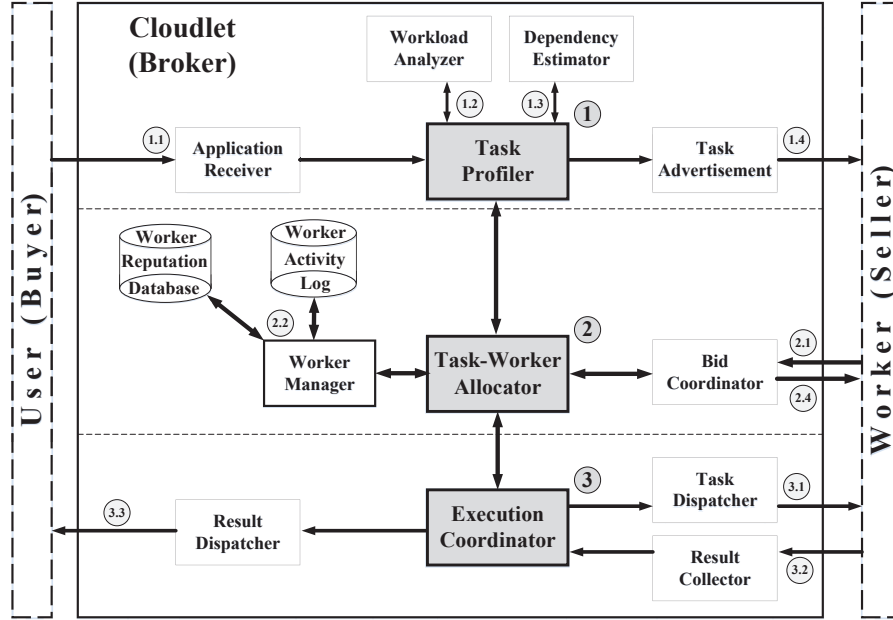 Cloudlet
(Broker)
Workload
Analyzer
Dependency
Estimator
1.2
1.3
1
1.1
1.4
Application
Receiver
Task
Profiler
Task
Advertisement
User (Buyer)
Worker (Seller)
Worker
Reputation
Database
Worker
Activity
Log
2.2
2
2.1
Worker
Manager
Task-Worker
Allocator
Bid
Coordinator
2.4
3
Task
Dispatcher
3.1
3.3
Result
Dispatcher
Execution
Coordinator
Result
Collector
3.2